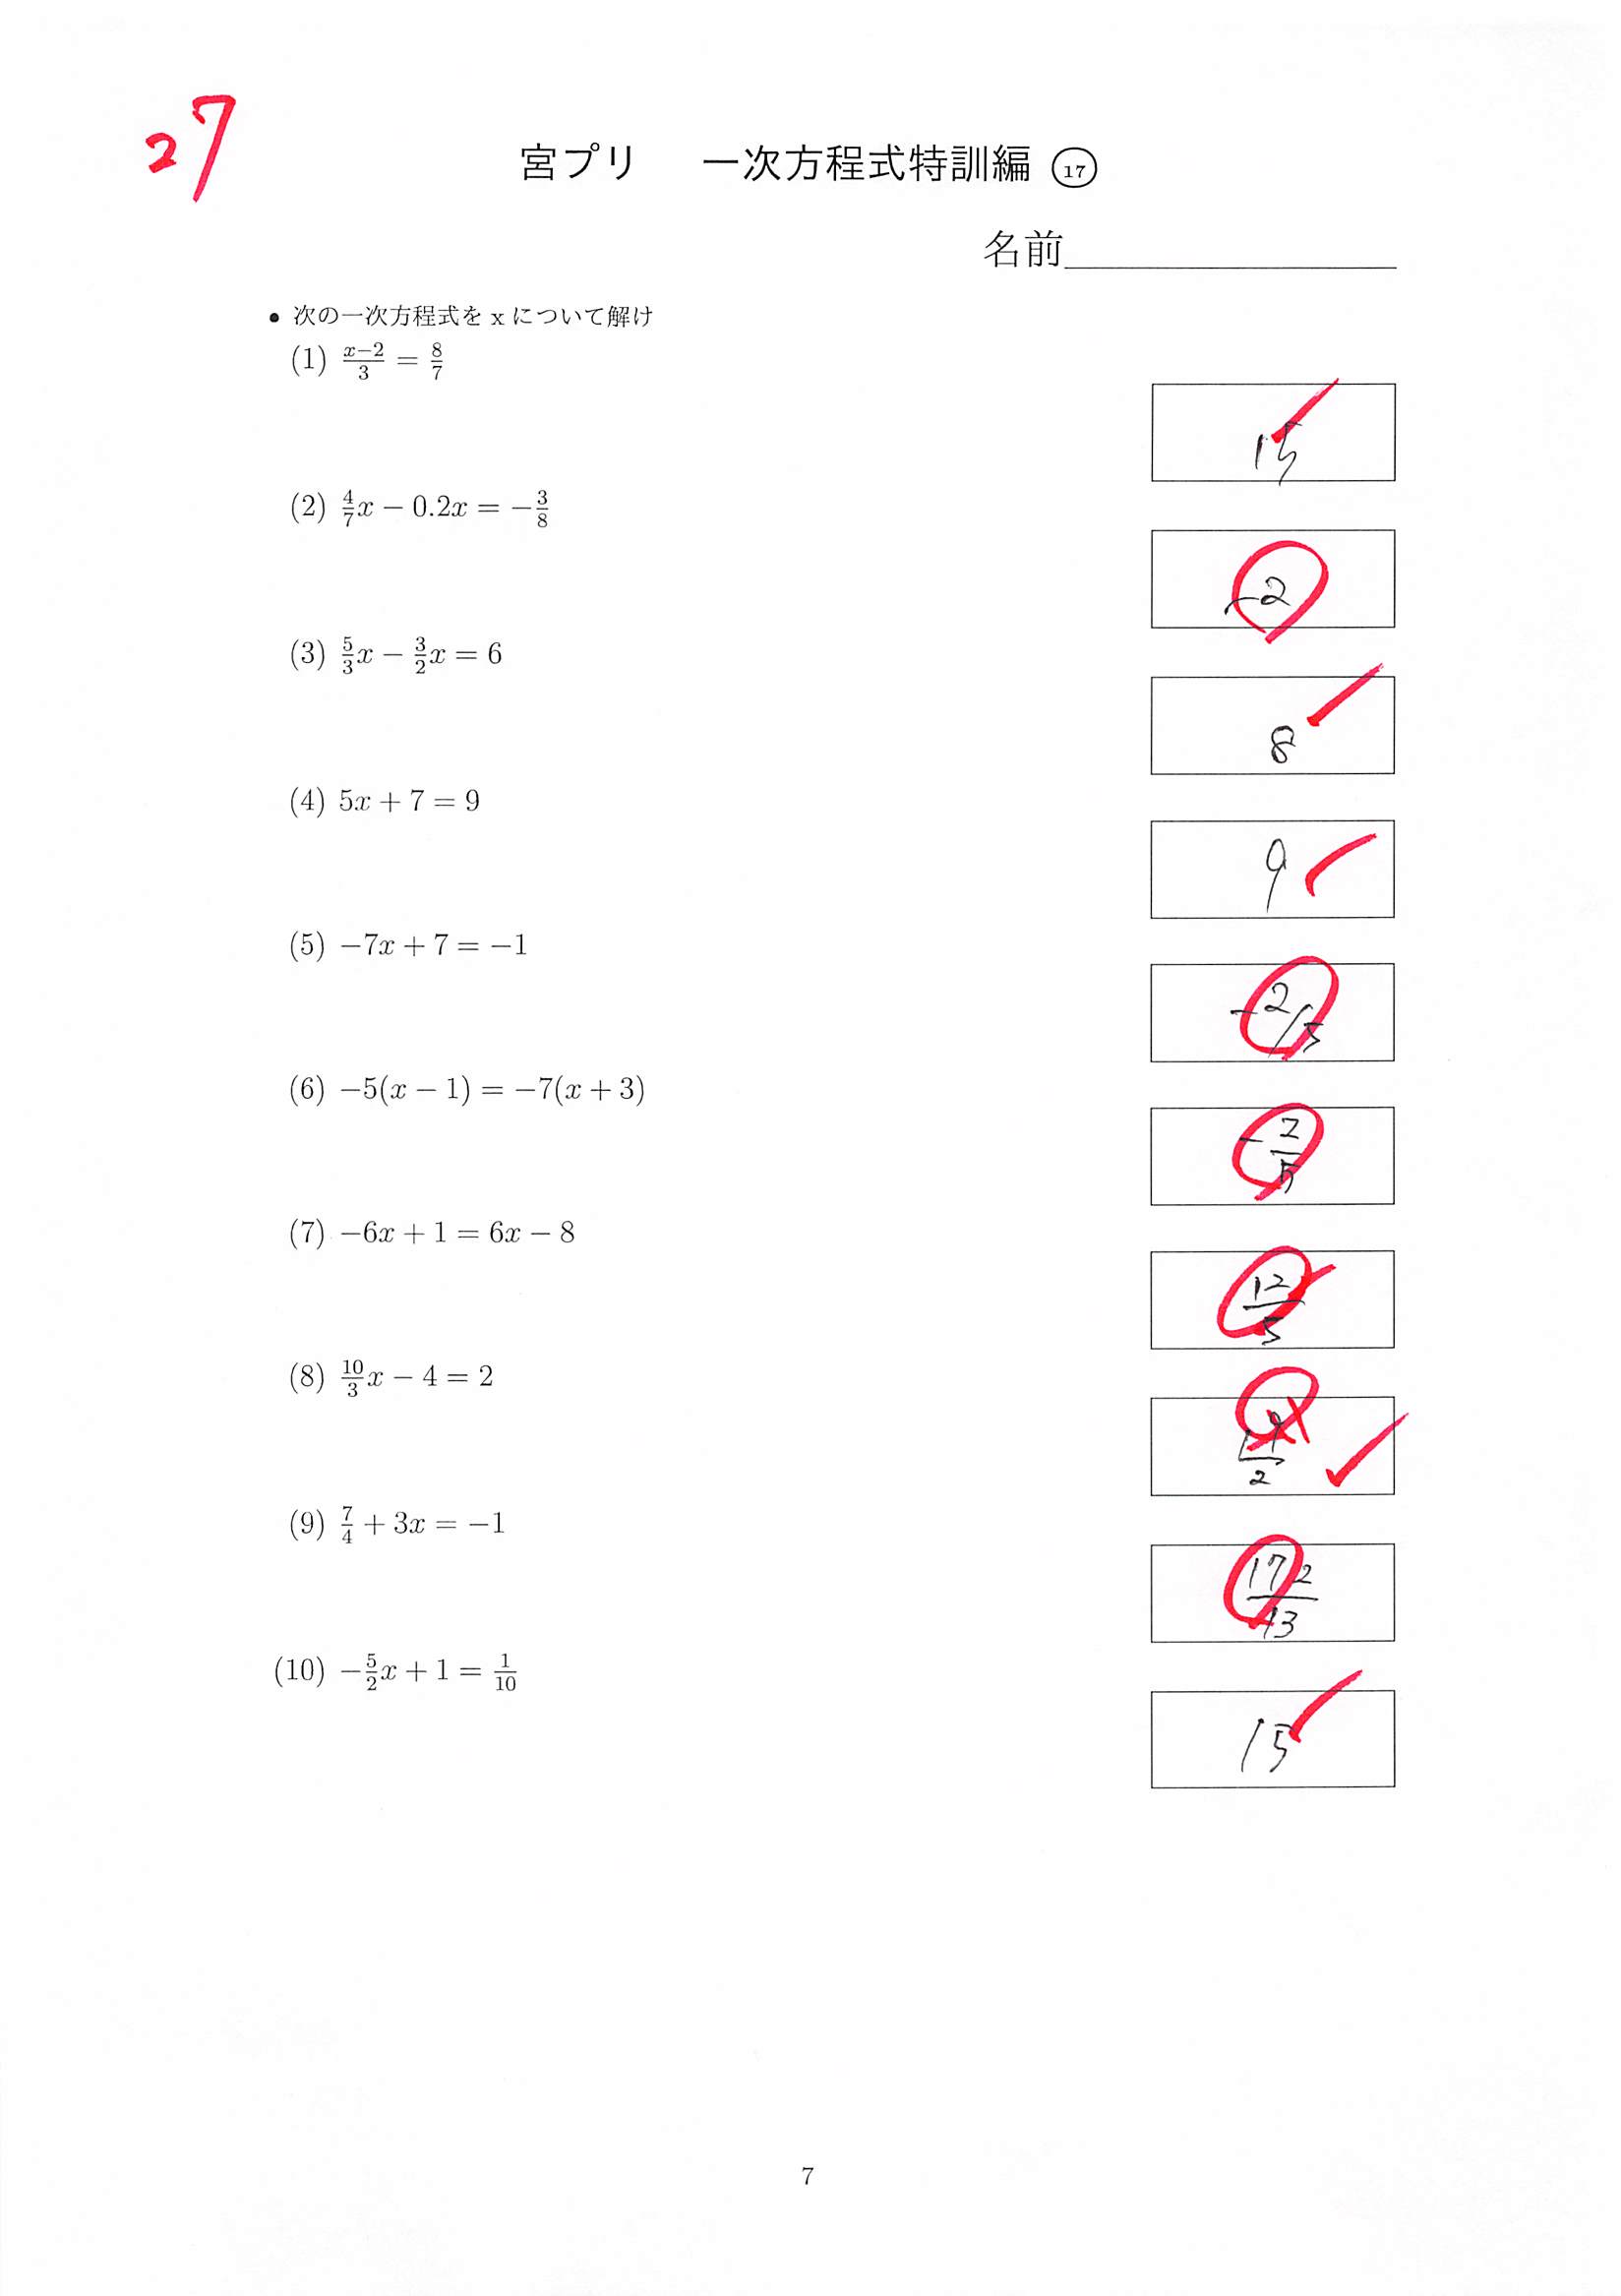 27
宮プリ 一次方程式特訓編 ⑰
名前
• 次の一次方程式を x について解け
(1) \frac{x-2}{3} = \frac{8}{7}
15
(2) \frac{4}{7}x − 0.2x = −\frac{3}{8}
−2
(3) \frac{5}{3}x − \frac{3}{2}x = 6
8
(4) 5x + 7 = 9
9
(5) −7x + 7 = −1
−2/5
(6) −5(x − 1) = −7(x + 3)
−\frac{2}{5}
(7) −6x + 1 = 6x − 8
\frac{12}{5}
(8) \frac{10}{3}x − 4 = 2
\frac{19}{2}
(9) \frac{7}{4} + 3x = −1
\frac{172}{13}
(10) −\frac{5}{2}x + 1 = \frac{1}{10}
15
7